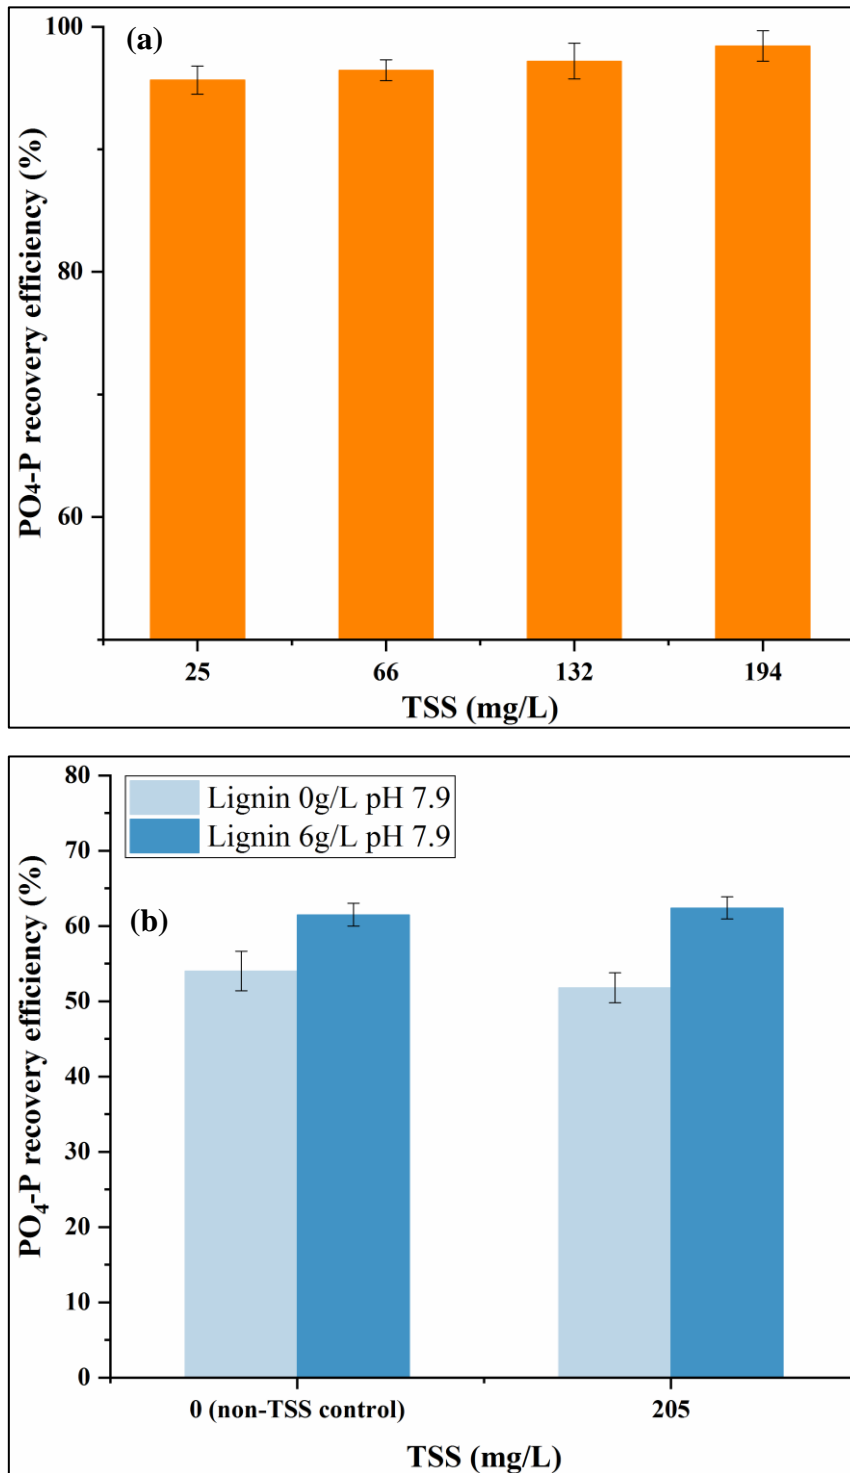 (a)
100
80
60
PO₄-P recovery efficiency (%)
25 66 132 194
TSS (mg/L)
Lignin 0g/L pH 7.9
Lignin 6g/L pH 7.9
(b)
80
70
60
50
40
30
20
10
0
PO₄-P recovery efficiency (%)
0 (non-TSS control) 205
TSS (mg/L)